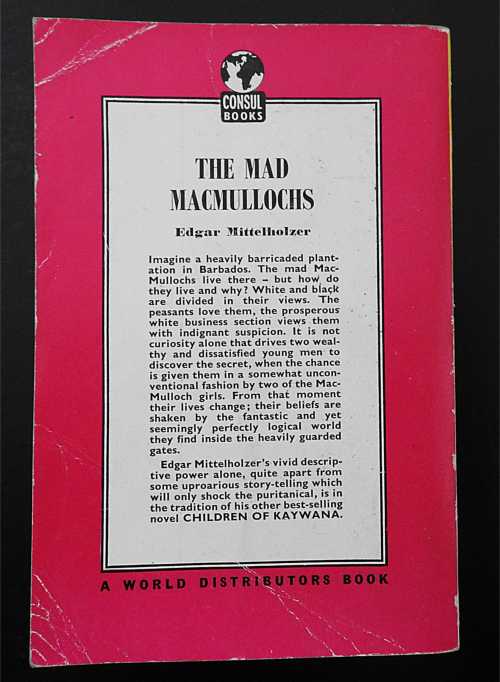 CONSUL
BOOKS
THE MAD
MACMULLOCHS
Edgar Mittelholzer
Imagine a heavily barricaded plant-
ation in Barbados. The mad Mac-
Mullochs live there – but how do
they live and why? White and black
are divided in their views. The
peasants love them, the prosperous
white business section views them
with indignant suspicion. It is not
curiosity alone that drives two weal-
thy and dissatisfied young men to
discover the secret, when the chance
is given them in a somewhat uncon-
ventional fashion by two of the Mac-
Mulloch girls. From that moment
their lives change; their beliefs are
shaken by the fantastic and yet
seemingly perfectly logical world
they find inside the heavily guarded
gates.
Edgar Mittelholzer's vivid descrip-
tive power alone, quite apart from
some uproarious story-telling which
will only shock the puritanical, is in
the tradition of his other best-selling
novel CHILDREN OF KAYWANA.
A WORLD DISTRIBUTORS BOOK